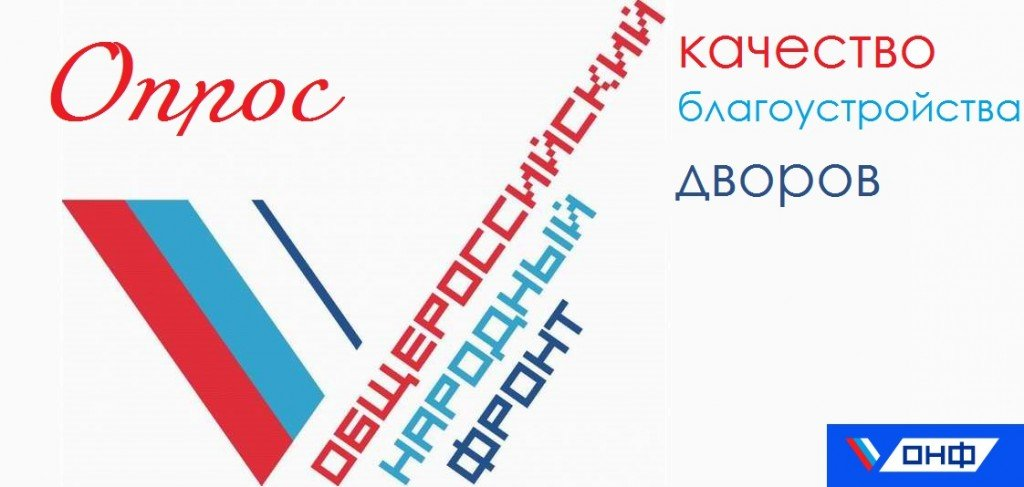 Опрос
качество
благоустройства
дворов
ОБЩЕРОССИЙСКИЙ
НАРОДНЫЙ
ФРОНТ
ОНФ